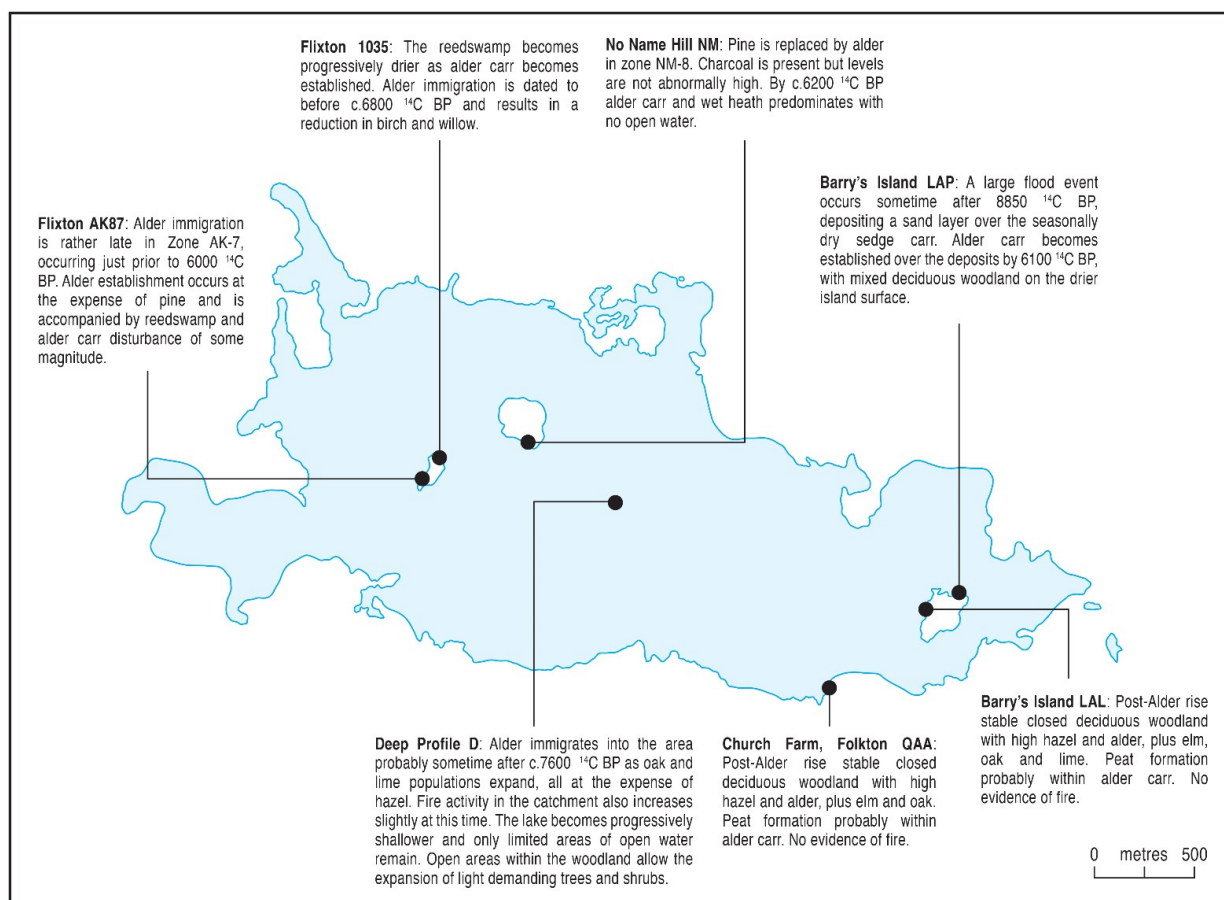 Flixton 1035: The reedswamp becomes
progressively drier as alder carr becomes
established. Alder immigration is dated to
before c.6800 ¹⁴C BP and results in a
reduction in birch and willow.
No Name Hill NM: Pine is replaced by alder
in zone NM-8. Charcoal is present but levels
are not abnormally high. By c.6200 ¹⁴C BP
alder carr and wet heath predominates with
no open water.
Barry's Island LAP: A large flood event
occurs sometime after 8850 ¹⁴C BP,
depositing a sand layer over the seasonally
dry sedge carr. Alder carr becomes
established over the deposits by 6100 ¹⁴C BP,
with mixed deciduous woodland on the drier
island surface.
Flixton AK87: Alder immigration
is rather late in Zone AK-7,
occurring just prior to 6000 ¹⁴C
BP. Alder establishment occurs at
the expense of pine and is
accompanied by reedswamp and
alder carr disturbance of some
magnitude.
Deep Profile D: Alder immigrates into the area
probably sometime after c.7600 ¹⁴C BP as oak and
lime populations expand, all at the expense of
hazel. Fire activity in the catchment also increases
slightly at this time. The lake becomes progressively
shallower and only limited areas of open water
remain. Open areas within the woodland allow the
expansion of light demanding trees and shrubs.
Church Farm, Folkton QAA:
Post-Alder rise stable closed
deciduous woodland with high
hazel and alder, plus elm and oak.
Peat formation probably within
alder carr. No evidence of fire.
Barry's Island LAL: Post-Alder rise
stable closed deciduous woodland
with high hazel and alder, plus elm,
oak and lime. Peat formation
probably within alder carr. No
evidence of fire.
0 metres 500